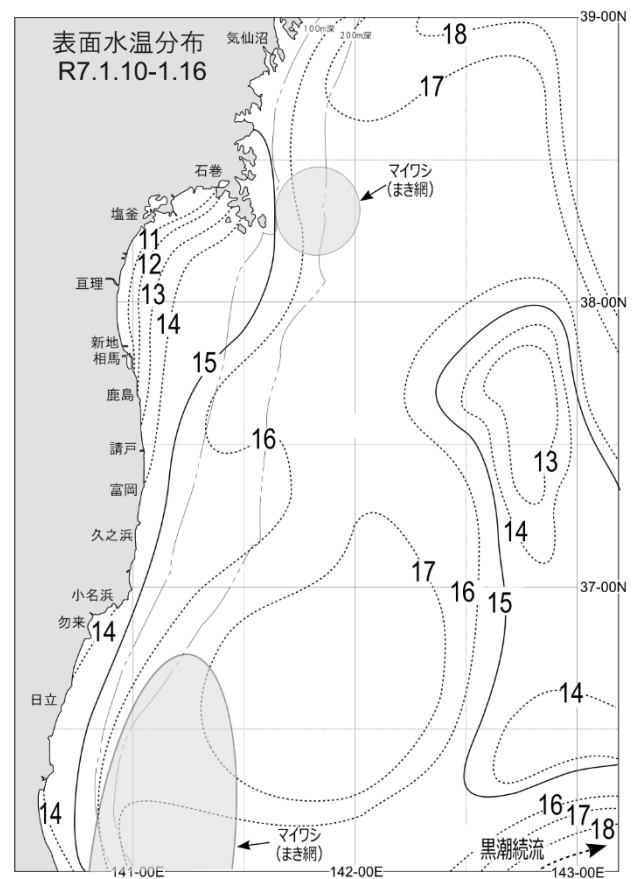 表面水温分布
R7.1.10-1.16
気仙沼
100m深
200m深
39-00N
18
17
マイワシ
(まき網)
石巻
塩釜
11
12
亘理
13
38-00N
14
新地
相馬
15
鹿島
16
請戸
13
富岡
14
久之浜
17
37-00N
16
15
小名浜
勿来
14
日立
14
14
16
17
18
マイワシ
(まき網)
黒潮続流
141-00E
142-00E
143-00E